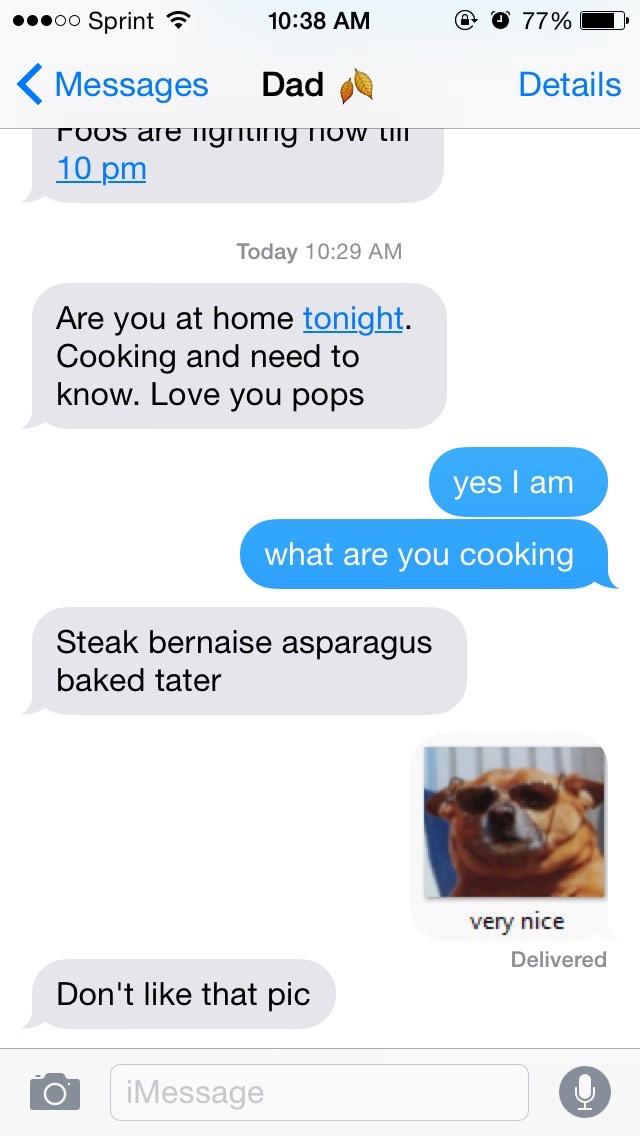 Sprint 10:38 AM 77%
Messages Dad Details
Foos are fighting now till
10 pm
Today 10:29 AM
Are you at home tonight.
Cooking and need to
know. Love you pops
yes I am
what are you cooking
Steak bernaise asparagus
baked tater
very nice
Delivered
Don't like that pic
iMessage